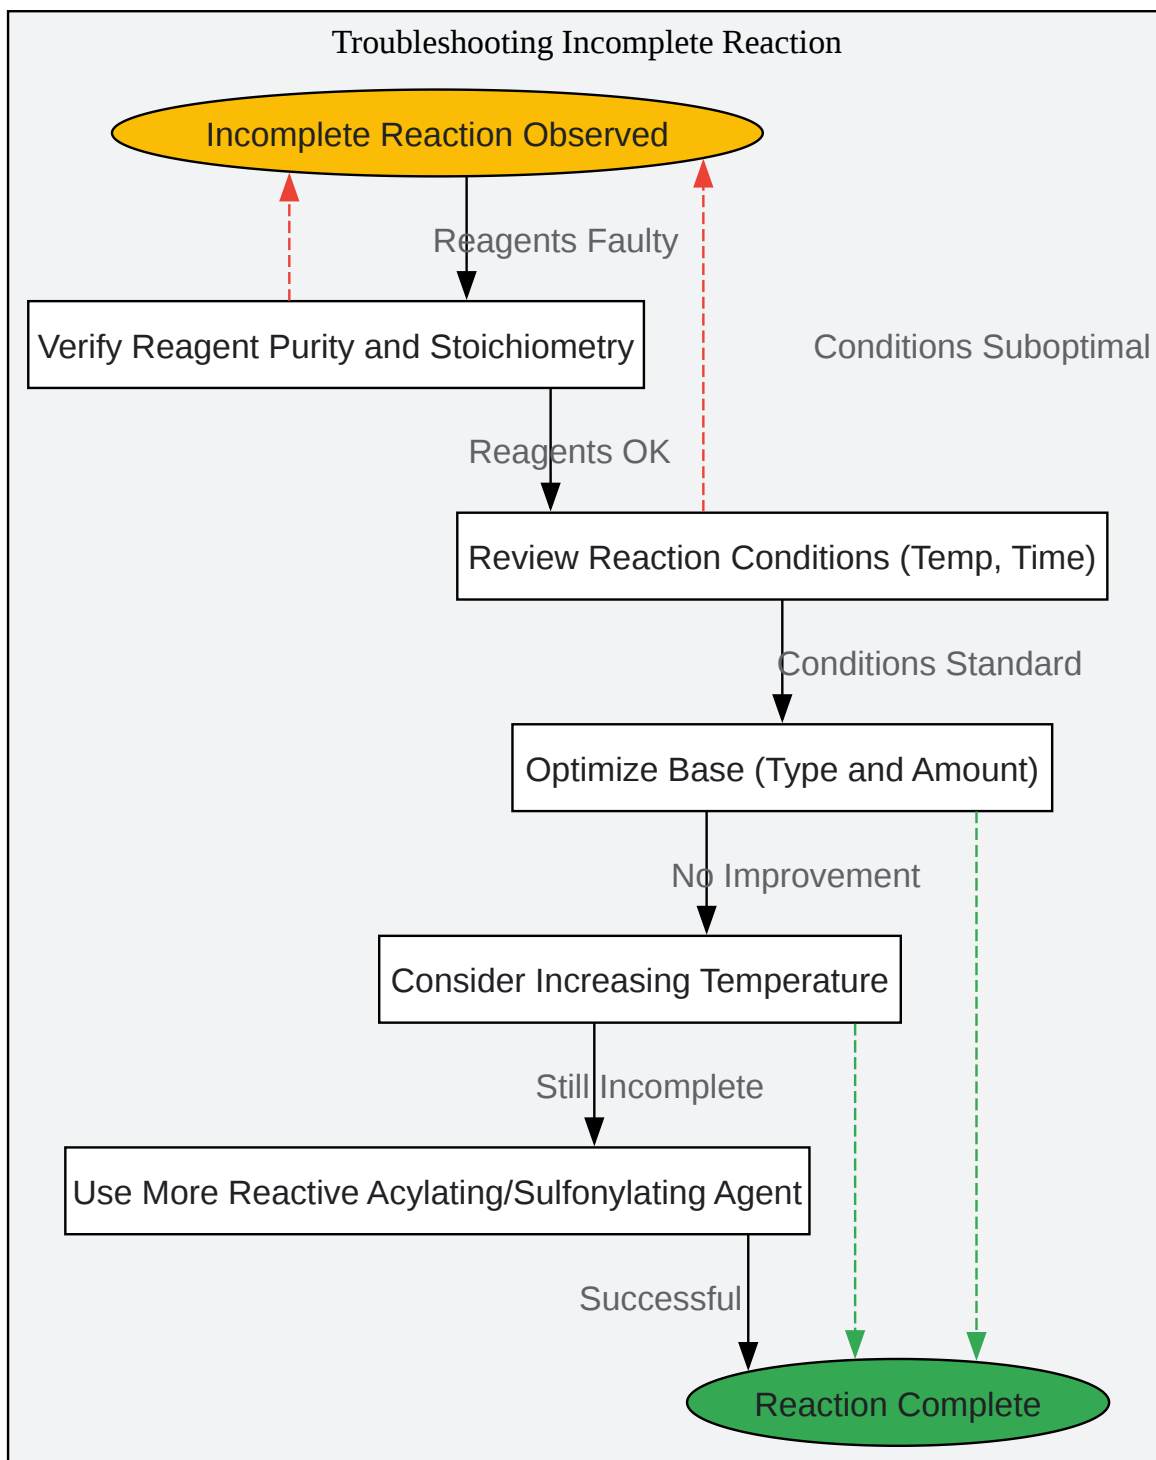 Troubleshooting Incomplete Reaction
Incomplete Reaction Observed
Reagents Faulty
Verify Reagent Purity and Stoichiometry
Conditions Suboptimal
Reagents OK
Review Reaction Conditions (Temp, Time)
Conditions Standard
Optimize Base (Type and Amount)
No Improvement
Consider Increasing Temperature
Still Incomplete
Use More Reactive Acylating/Sulfonylating Agent
Successful
Reaction Complete